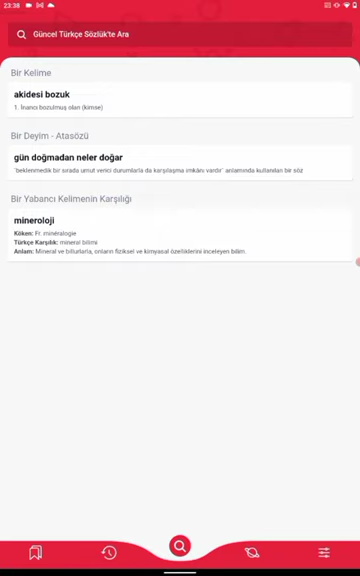 23:38
Güncel Türkçe Sözlük'te Ara
Bir Kelime
akidesi bozuk
1. İnancı bozulmuş olan (kimse)
Bir Deyim - Atasözü
gün doğmadan neler doğar
"beklenmedik bir sırada umut verici durumlarla da karşılaşma imkânı vardır" anlamında kullanılan bir söz
Bir Yabancı Kelimenin Karşılığı
mineroloji
Köken: Fr. minéralogie
Türkçe Karşılık: mineral bilimi
Anlam: Mineral ve billurlarla, onların fiziksel ve kimyasal özelliklerini inceleyen bilim.